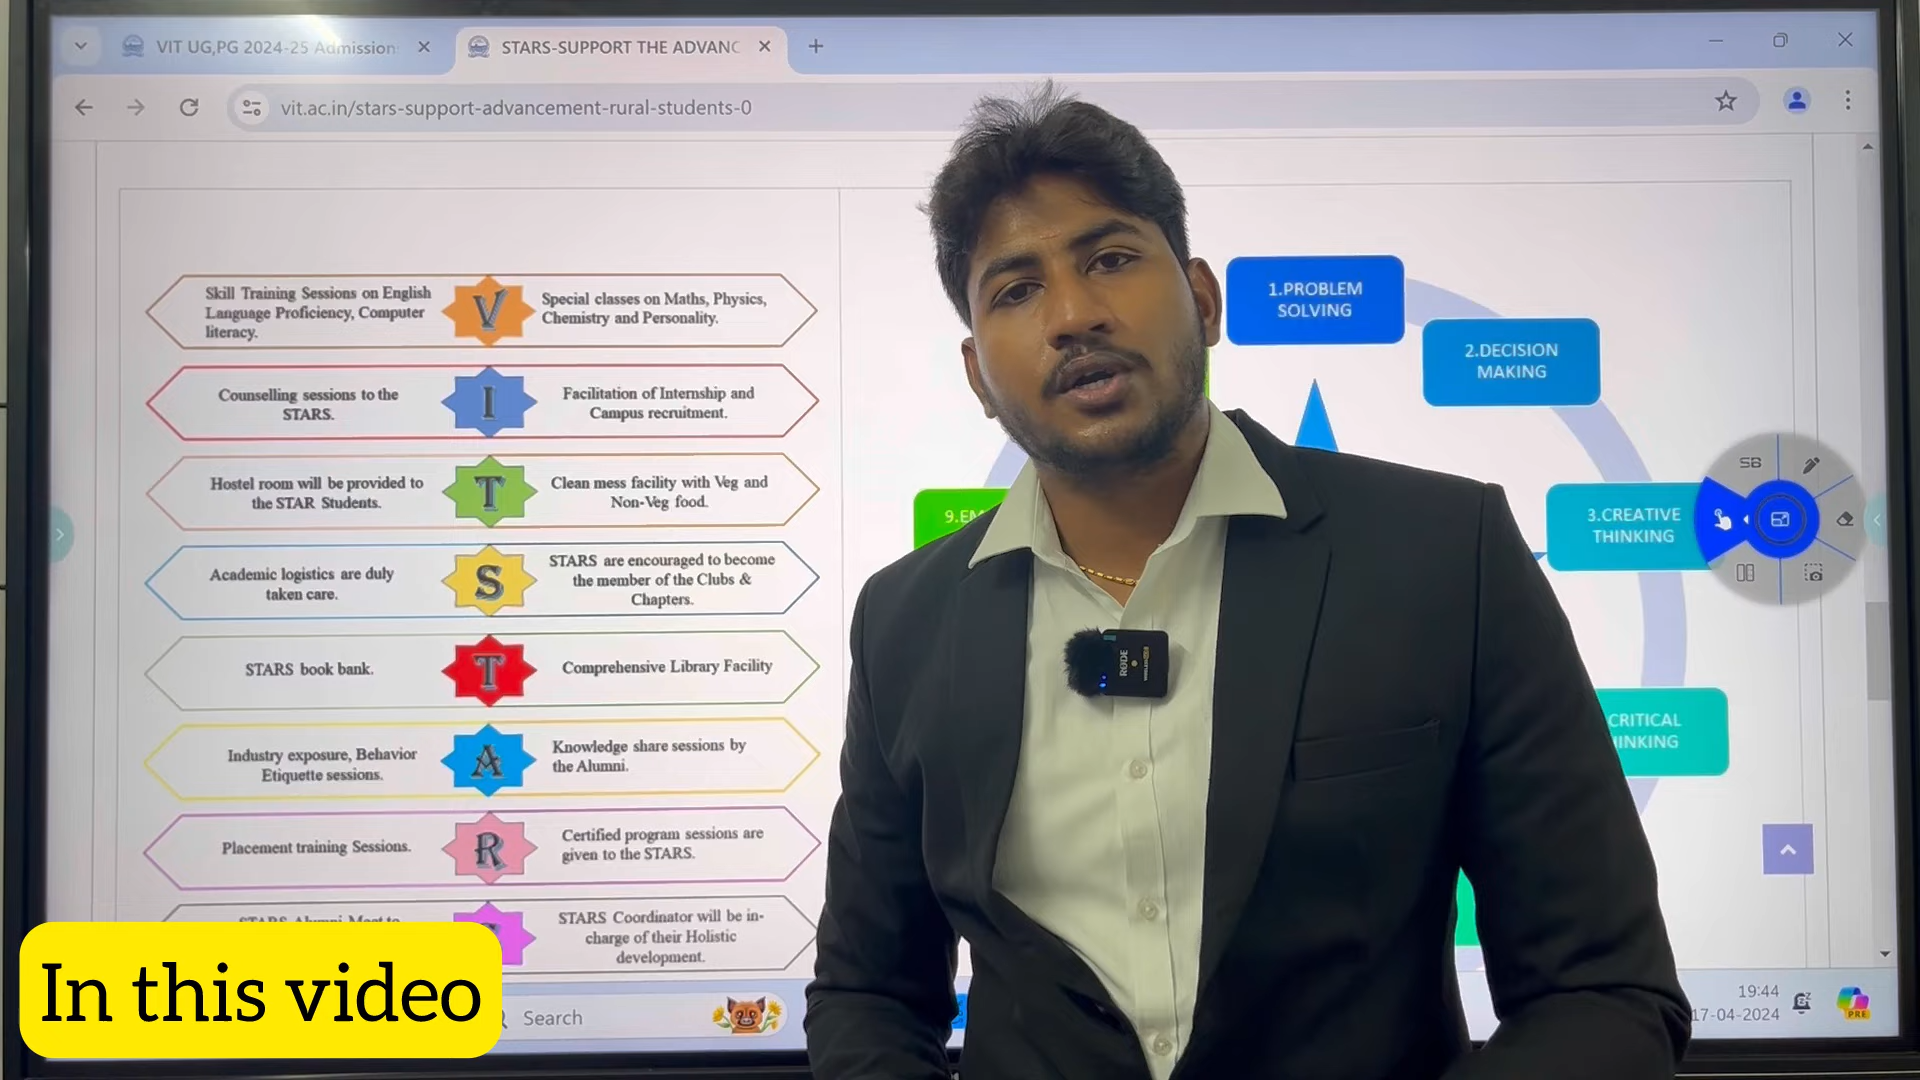 VIT UG,PG 2024-25 Admission
STARS-SUPPORT THE ADVANC
vit.ac.in/stars-support-advancement-rural-students-0
Skill Training Sessions on English
Language Proficiency, Computer
literacy.
V
Special classes on Maths, Physics,
Chemistry and Personality.
Counselling sessions to the
STARS.
I
Facilitation of Internship and
Campus recruitment.
Hostel room will be provided to
the STAR Students.
T
Clean mess facility with Veg and
Non-Veg food.
Academic logistics are duly
taken care.
S
STARS are encouraged to become
the member of the Clubs &
Chapters.
STARS book bank.
T
Comprehensive Library Facility
Industry exposure, Behavior
Etiquette sessions.
A
Knowledge share sessions by
the Alumni.
Placement training Sessions.
R
Certified program sessions are
given to the STARS.
STARS Alumni Meet to
STARS Coordinator will be in-
charge of their Holistic
development.
1.PROBLEM
SOLVING
2.DECISION
MAKING
3.CREATIVE
THINKING
CRITICAL
INKING
9.EM
SB
RØDE
In this video
Search
19:44
17-04-2024
PRE